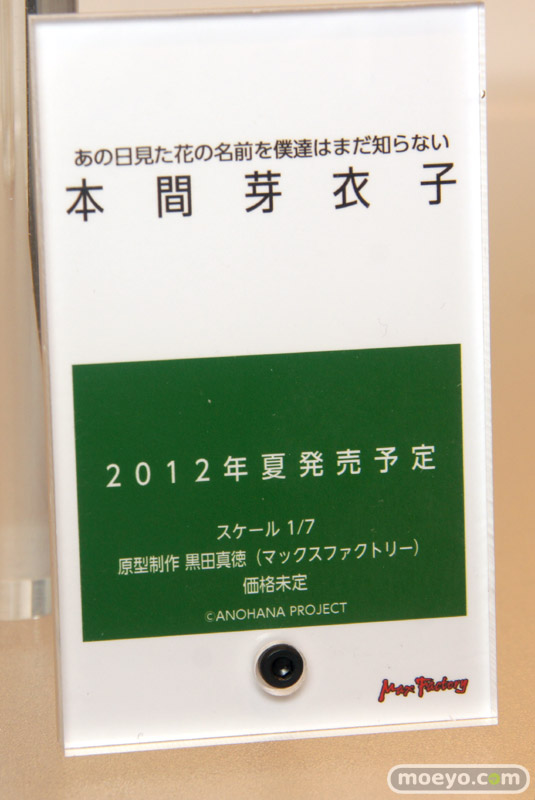 あの日見た花の名前を僕達はまだ知らない
本間芽衣子
2012年夏発売予定
スケール 1/7
原型制作 黒田真徳（マックスファクトリー）
価格未定
©ANOHANA PROJECT
Max Factory
moeyo.com